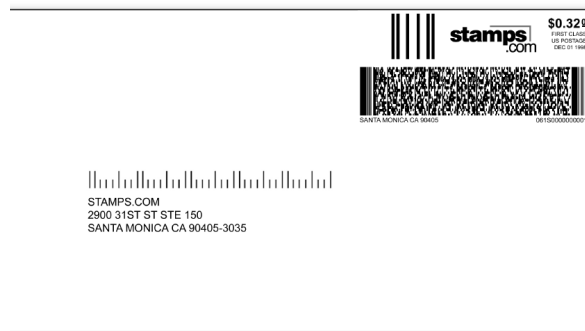 stamps
.com
$0.32
FIRST CLASS
US POSTAGE
DEC 01 1998
SANTA MONICA CA 90405
STAMPS.COM
2900 31ST ST STE 150
SANTA MONICA CA 90405-3035